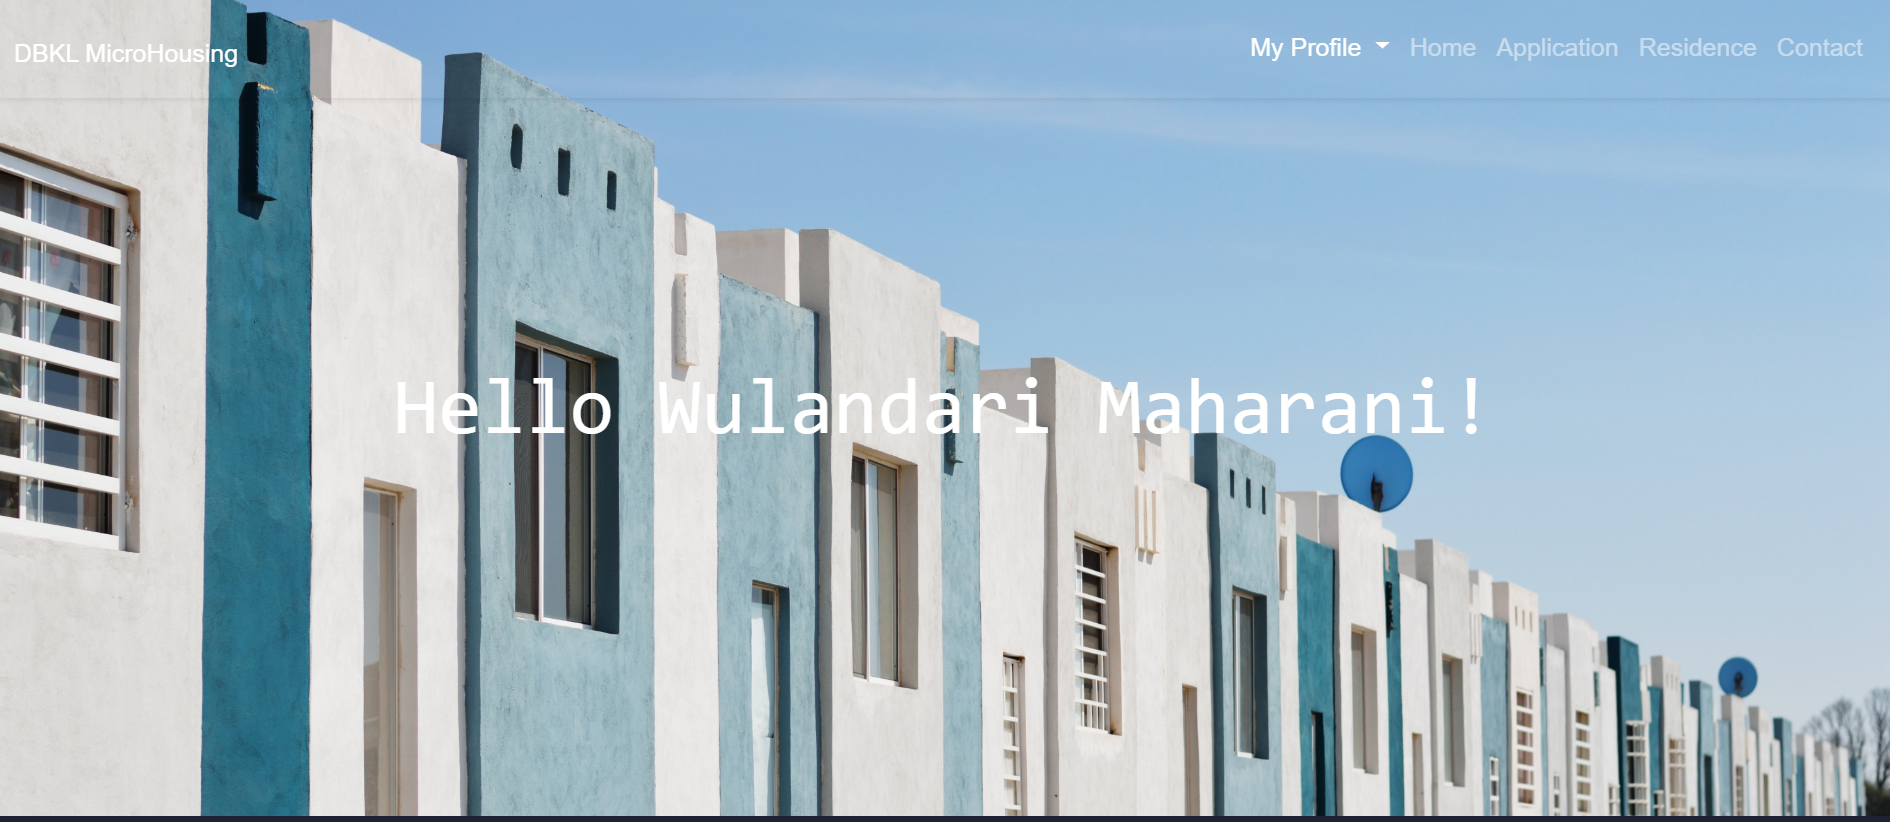 DBKL MicroHousing
My Profile Home Application Residence Contact
Hello Wulandari Maharani!